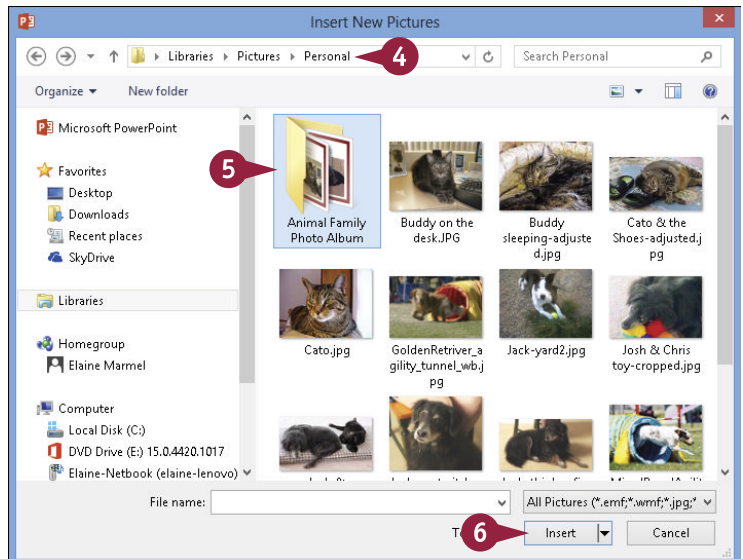 Insert New Pictures
Libraries Pictures Personal
4
Search Personal
Organize
New folder
Microsoft PowerPoint
Favorites
Desktop
Downloads
Recent places
SkyDrive
Libraries
Homegroup
Elaine Marmel
Computer
Local Disk (C:)
DVD Drive (E:) 15.0.4420.1017
Elaine-Netbook (elaine-lenovo)
5
Animal Family
Photo Album
Buddy on the
desk.JPG
Buddy
sleeping-adjuste
d.jpg
Cato & the
Shoes-adjusted.j
pg
Cato.jpg
GoldenRetriver_a
gility_tunnel_wb.j
pg
Jack-yard2.jpg
Josh & Chris
toy-cropped.jpg
File name:
All Pictures (*.emf;*.wmf;*.jpg;*
6
Insert
Cancel